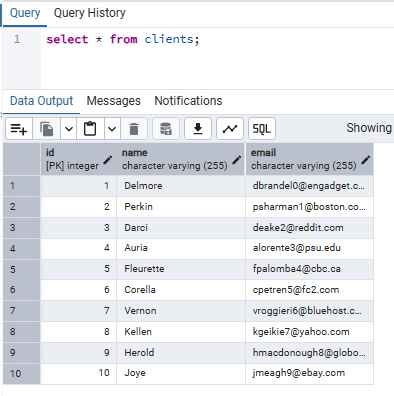 Query Query History
1 select * from clients;
Data Output Messages Notifications
SQL Showing
id name email
[PK] integer character varying (255) character varying (255)
1 1 Delmore dbrandel0@engadget.c...
2 2 Perkin psharman1@boston.co...
3 3 Darci deake2@reddit.com
4 4 Auria alorente3@psu.edu
5 5 Fleurette fpalomba4@cbc.ca
6 6 Corella cpetren5@fc2.com
7 7 Vernon vroggieri6@bluehost.c...
8 8 Kellen kgeikie7@yahoo.com
9 9 Herold hmacdonough8@globo...
10 10 Joye jmeagh9@ebay.com